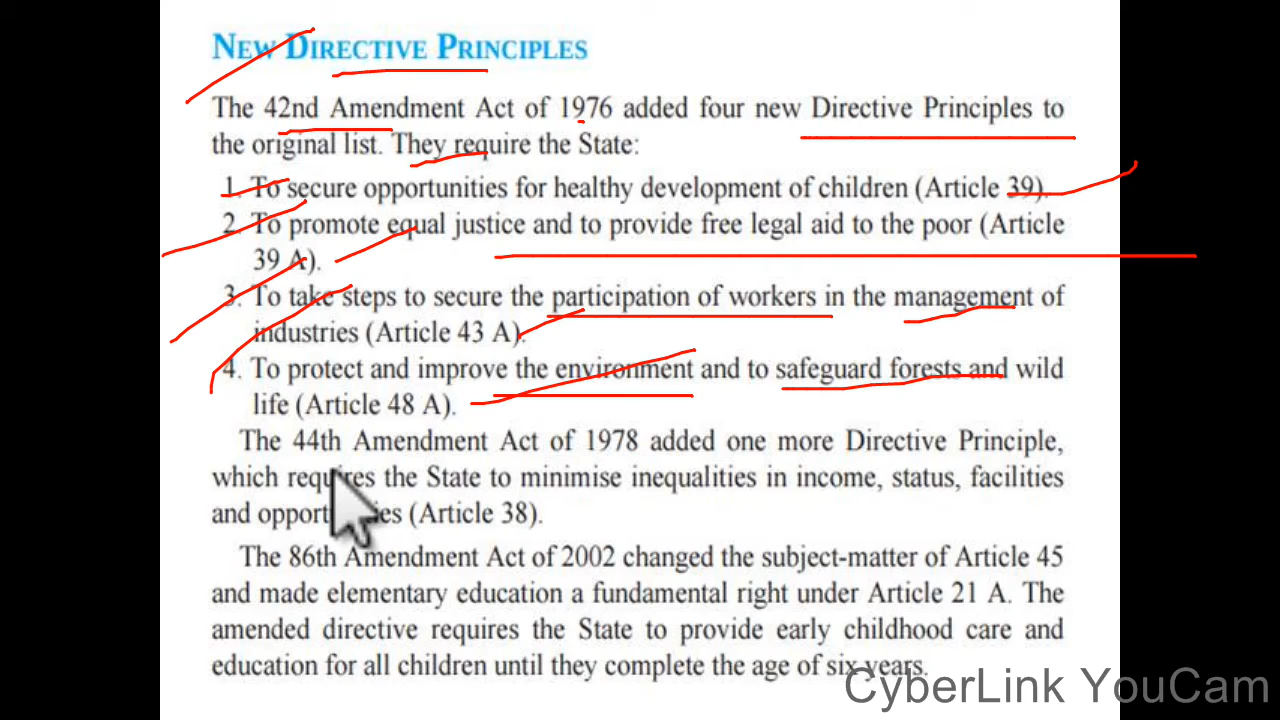 NEW DIRECTIVE PRINCIPLES
The 42nd Amendment Act of 1976 added four new Directive Principles to
the original list. They require the State:
1. To secure opportunities for healthy development of children (Article 39).
2. To promote equal justice and to provide free legal aid to the poor (Article
39 A).
3. To take steps to secure the participation of workers in the management of
industries (Article 43 A).
4. To protect and improve the environment and to safeguard forests and wild
life (Article 48 A).
The 44th Amendment Act of 1978 added one more Directive Principle,
which requires the State to minimise inequalities in income, status, facilities
and opportunities (Article 38).
The 86th Amendment Act of 2002 changed the subject-matter of Article 45
and made elementary education a fundamental right under Article 21 A. The
amended directive requires the State to provide early childhood care and
education for all children until they complete the age of six years.
CyberLink YouCam